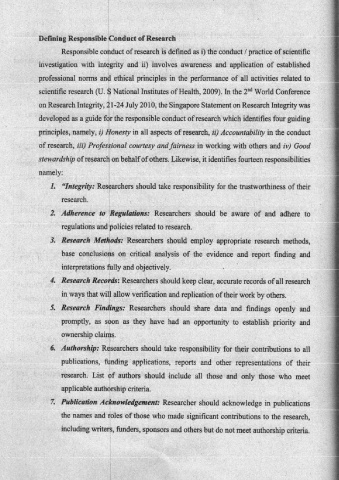 Defining Responsible Conduct of Research
Responsible conduct of research is defined as i) the conduct / practice of scientific
investigation with integrity and ii) involves awareness and application of established
professional norms and ethical principles in the performance of all activities related to
scientific research (U. S National Institutes of Health, 2009). In the 2nd World Conference
on Research Integrity, 21-24 July 2010, the Singapore Statement on Research Integrity was
developed as a guide for the responsible conduct of research which identifies four guiding
principles, namely, i) Honesty in all aspects of research, ii) Accountability in the conduct
of research, iii) Professional courtesy and fairness in working with others and iv) Good
stewardship of research on behalf of others. Likewise, it identifies fourteen responsibilities
namely:
1. "Integrity: Researchers should take responsibility for the trustworthiness of their
research.
2. Adherence to Regulations: Researchers should be aware of and adhere to
regulations and policies related to research.
3. Research Methods: Researchers should employ appropriate research methods,
base conclusions on critical analysis of the evidence and report finding and
interpretations fully and objectively.
4. Research Records: Researchers should keep clear, accurate records of all research
in ways that will allow verification and replication of their work by others.
5. Research Findings: Researchers should share data and findings openly and
promptly, as soon as they have had an opportunity to establish priority and
ownership claims.
6. Authorship: Researchers should take responsibility for their contributions to all
publications, funding applications, reports and other representations of their
research. List of authors should include all those and only those who meet
applicable authorship criteria.
7. Publication Acknowledgement: Researcher should acknowledge in publications
the names and roles of those who made significant contributions to the research,
including writers, funders, sponsors and others but do not meet authorship criteria.